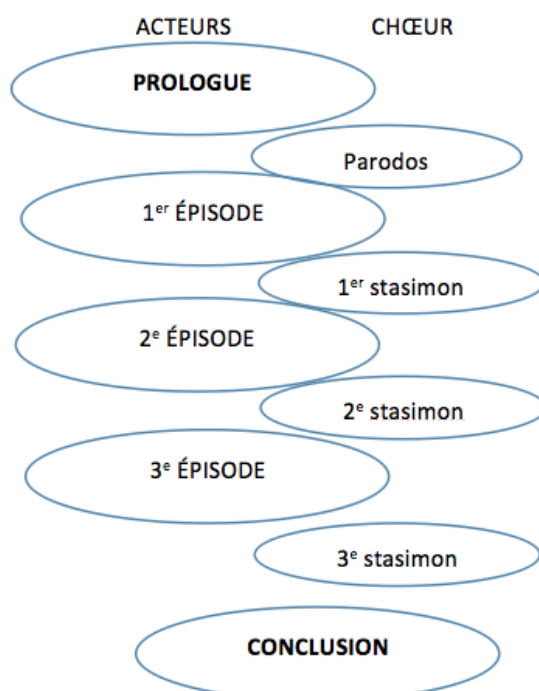 ACTEURS CHŒUR
PROLOGUE
Parodos
1er ÉPISODE
1er stasimon
2e ÉPISODE
2e stasimon
3e ÉPISODE
3e stasimon
CONCLUSION